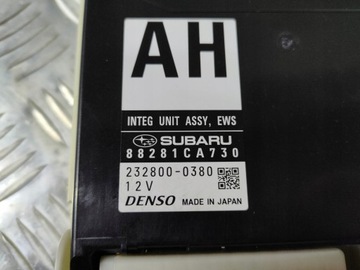 AH
INTEG UNIT ASSY, EWS
SUBARU
88281CA730
232800-0380
12V
DENSO MADE IN JAPAN